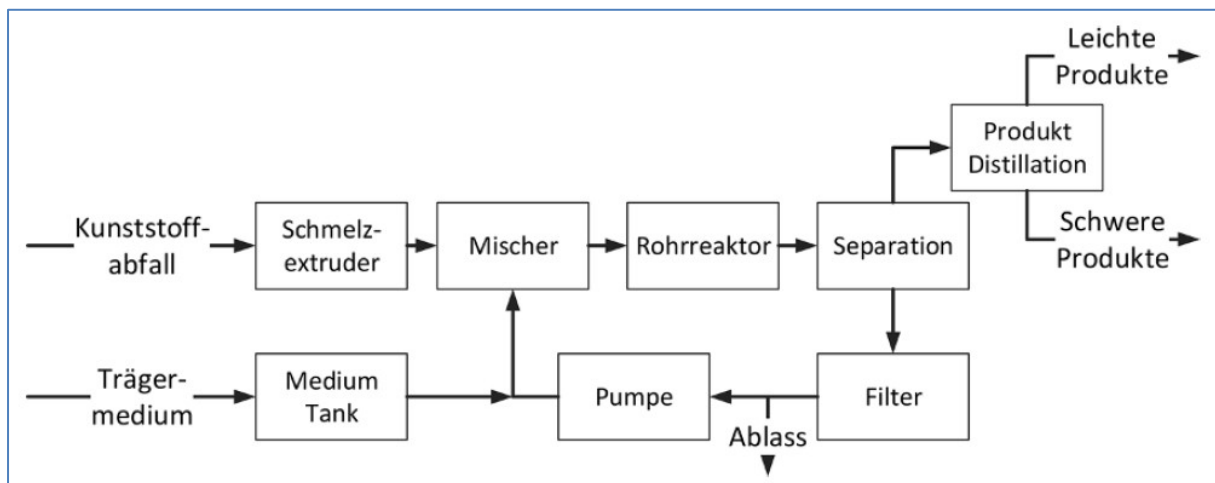 Leichte
Produkte
Produkt
Distillation
Kunststoff-
abfall
Schmelz-
extruder
Mischer
Rohrreaktor
Separation
Schwere
Produkte
Träger-
medium
Medium
Tank
Pumpe
Ablass
Filter